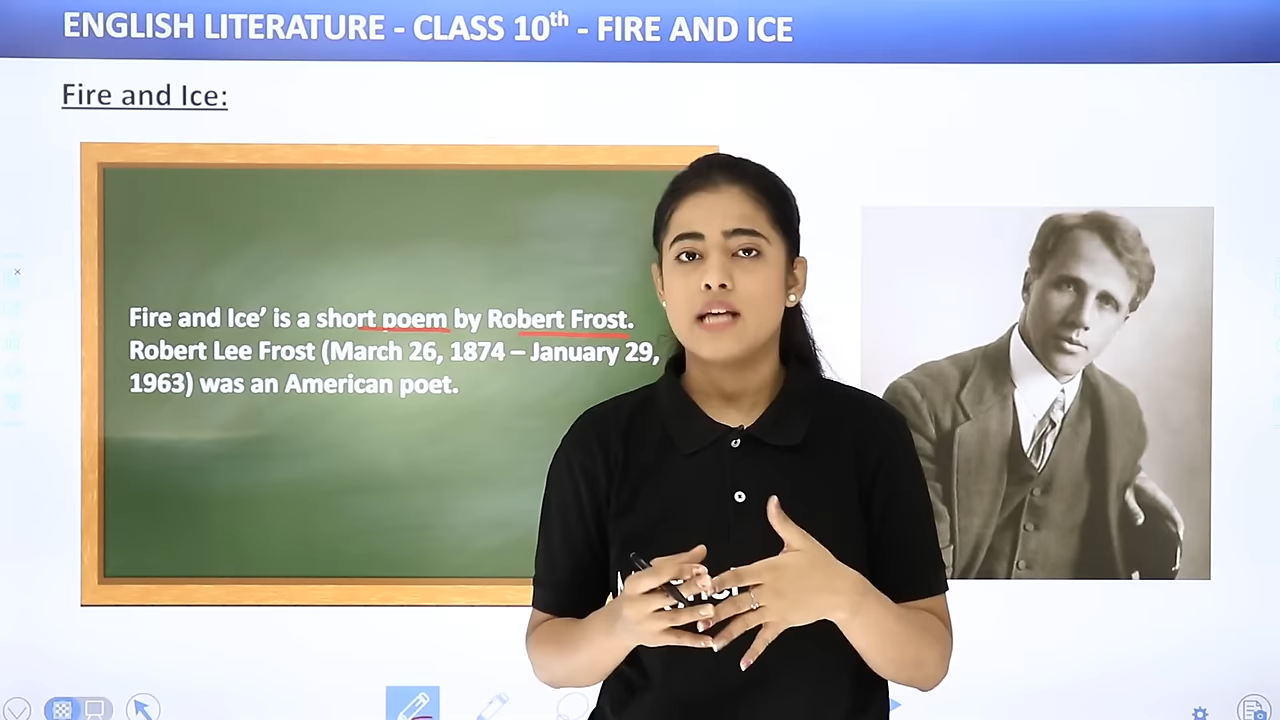 ENGLISH LITERATURE - CLASS 10th - FIRE AND ICE
Fire and Ice:
Fire and Ice’ is a short poem by Robert Frost.
Robert Lee Frost (March 26, 1874 – January 29,
1963) was an American poet.